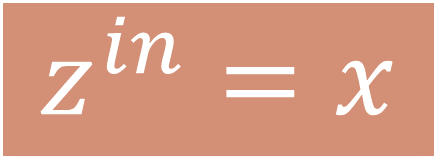 z^{in} = x